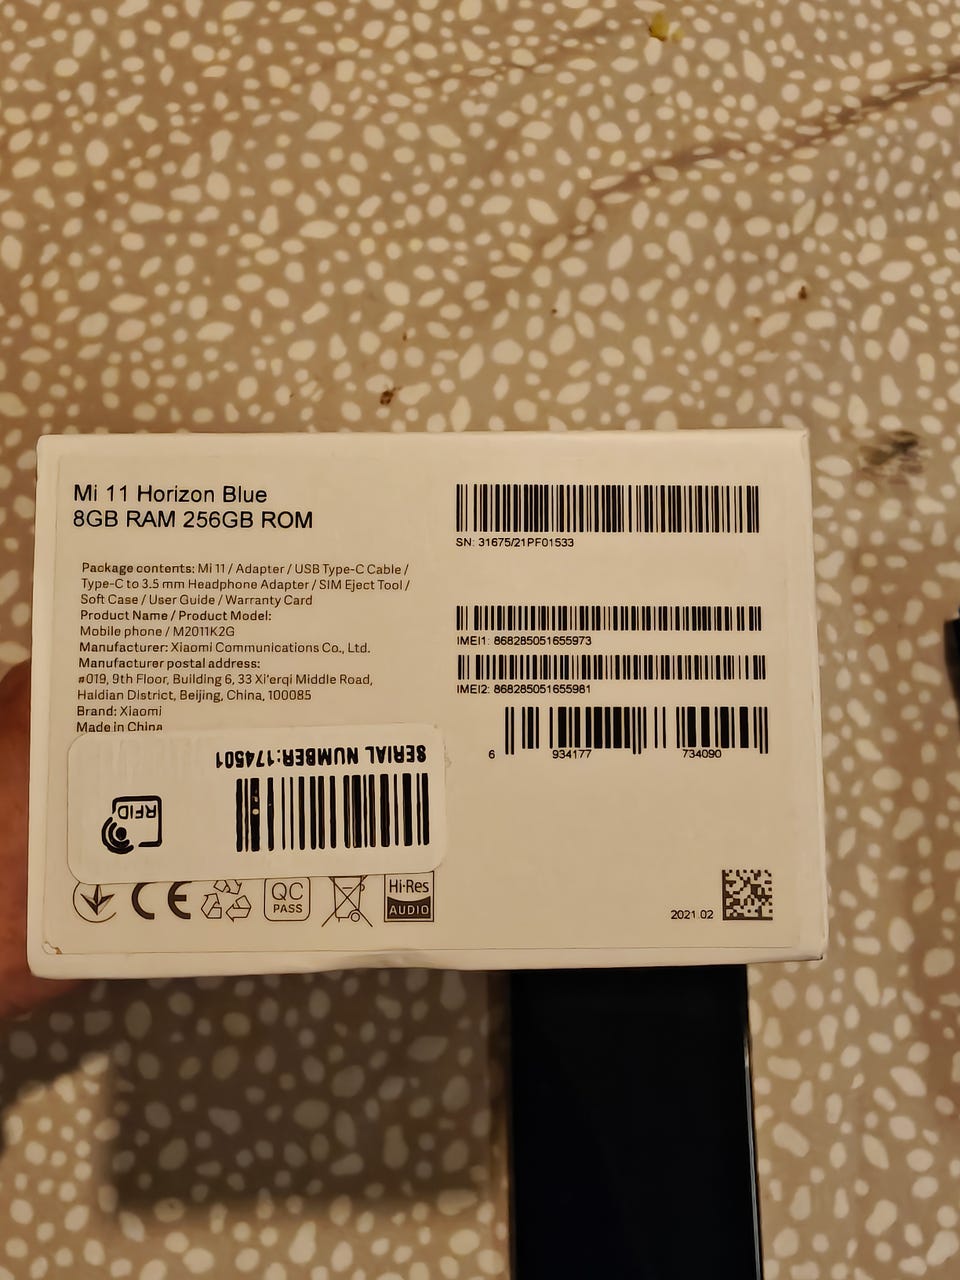 Mi 11 Horizon Blue
8GB RAM 256GB ROM
Package contents: Mi 11 / Adapter / USB Type-C Cable /
Type-C to 3.5 mm Headphone Adapter / SIM Eject Tool /
Soft Case / User Guide / Warranty Card
Product Name / Product Model:
Mobile phone / M2011K2G
Manufacturer: Xiaomi Communications Co., Ltd.
Manufacturer postal address:
#019, 9th Floor, Building 6, 33 Xi'erqi Middle Road,
Haidian District, Beijing, China, 100085
Brand: Xiaomi
Made in China
SERIAL NUMBER:174501
RFID
CE
QC
PASS
Hi-Res
AUDIO
SN: 31675/21PF01533
IMEI1: 868285051655973
IMEI2: 868285051655981
6 934177 734090
2021.02